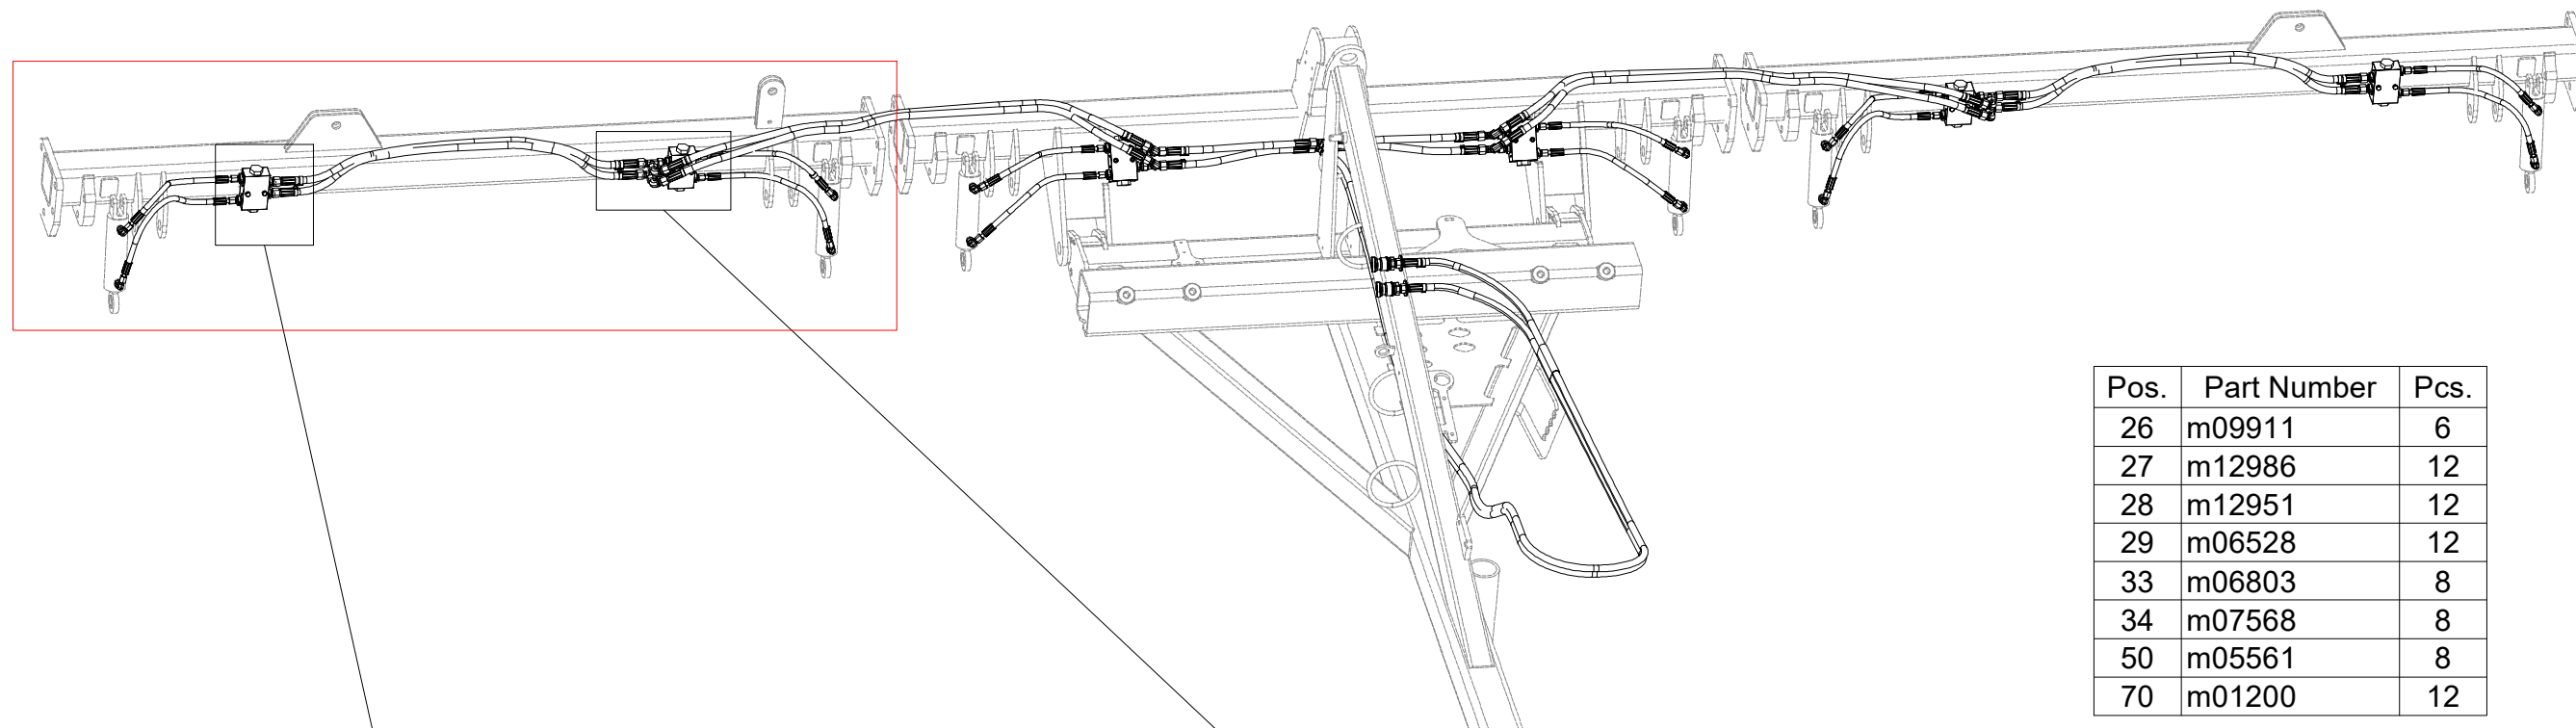 Pos. Part Number Pcs.
26 m09911 6
27 m12986 12
28 m12951 12
29 m06528 12
33 m06803 8
34 m07568 8
50 m05561 8
70 m01200 12